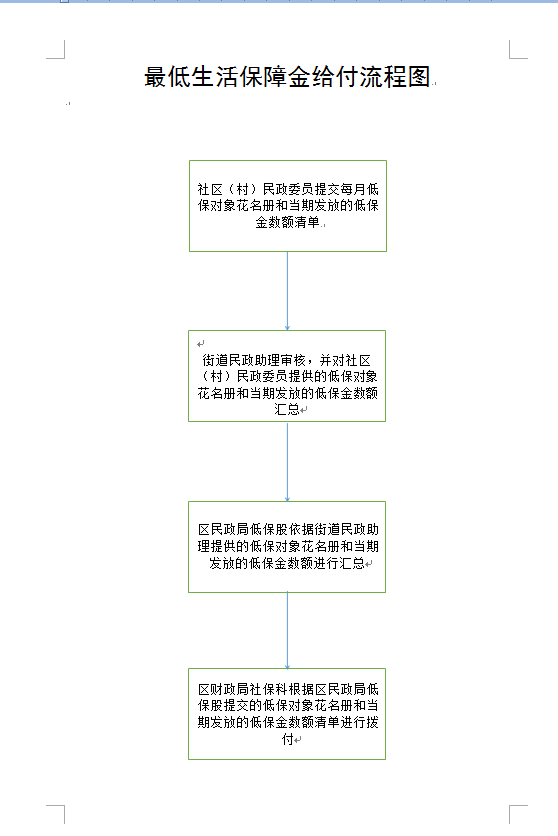 最低生活保障金给付流程图
社区（村）民政委员提交每月低
保对象花名册和当期发放的低保
金数额清单
街道民政助理审核，并对社区
（村）民政委员提供的低保对象
花名册和当期发放的低保金数额
汇总
区民政局低保股依据街道民政助
理提供的低保对象花名册和当期
发放的低保金数额进行汇总
区财政局社保科根据区民政局低
保股提交的低保对象花名册和当
期发放的低保金数额清单进行拨
付